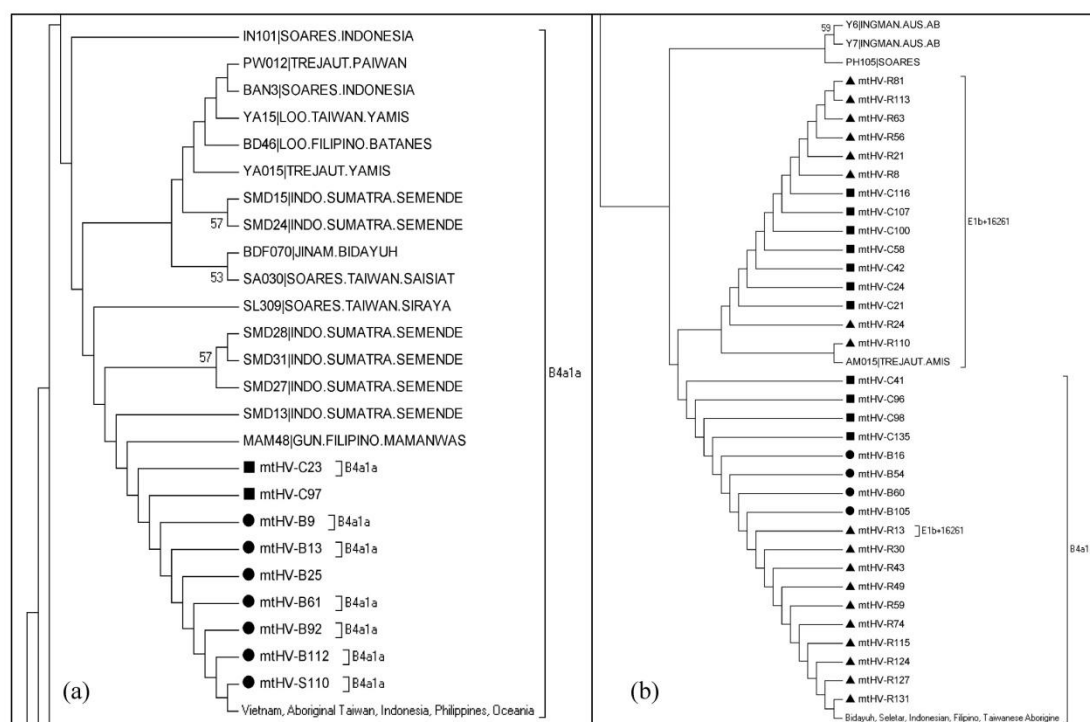 IN101|SOARES.INDONESIA
PW012|TREJAUT.PAIWAN
BAN3|SOARES.INDONESIA
YA15|LOO.TAIWAN.YAMIS
BD46|LOO.FILIPINO.BATANES
YA015|TREJAUT.YAMIS
SMD15|INDO.SUMATRA.SEMENDE
57
SMD24|INDO.SUMATRA.SEMENDE
BDF070|JINAM.BIDAYUH
53
SA030|SOARES.TAIWAN.SAISIAT
SL309|SOARES.TAIWAN.SIRAYA
SMD28|INDO.SUMATRA.SEMENDE
57
SMD31|INDO.SUMATRA.SEMENDE
SMD27|INDO.SUMATRA.SEMENDE
SMD13|INDO.SUMATRA.SEMENDE
MAM48|GUN.FILIPINO.MAMANWAS
mtHV-C23 B4a1a
mtHV-C97
mtHV-B9 B4a1a
mtHV-B13 B4a1a
mtHV-B25
mtHV-B61 B4a1a
mtHV-B92 B4a1a
mtHV-B112 B4a1a
mtHV-S110 B4a1a
Vietnam, Aboriginal Taiwan, Indonesia, Philippines, Oceania
B4a1a
(a)
Y6|INGMAN.AUS.AB
59
Y7|INGMAN.AUS.AB
PH105|SOARES
mtHV-R81
mtHV-R113
mtHV-R63
mtHV-R56
mtHV-R21
mtHV-R8
mtHV-C116
mtHV-C107
mtHV-C100
mtHV-C58
mtHV-C42
mtHV-C24
mtHV-C21
mtHV-R24
mtHV-R110
AM015|TREJAUT.AMIS
E1b+16261
mtHV-C41
mtHV-C96
mtHV-C98
mtHV-C135
mtHV-B16
mtHV-B54
mtHV-B60
mtHV-B105
mtHV-R13 E1b+16261
mtHV-R30
mtHV-R43
mtHV-R49
mtHV-R59
mtHV-R74
mtHV-R115
mtHV-R124
mtHV-R127
mtHV-R131
Bidayuh, Seletar, Indonesian, Filipino, Taiwanese Aborigine
B4a1
(b)